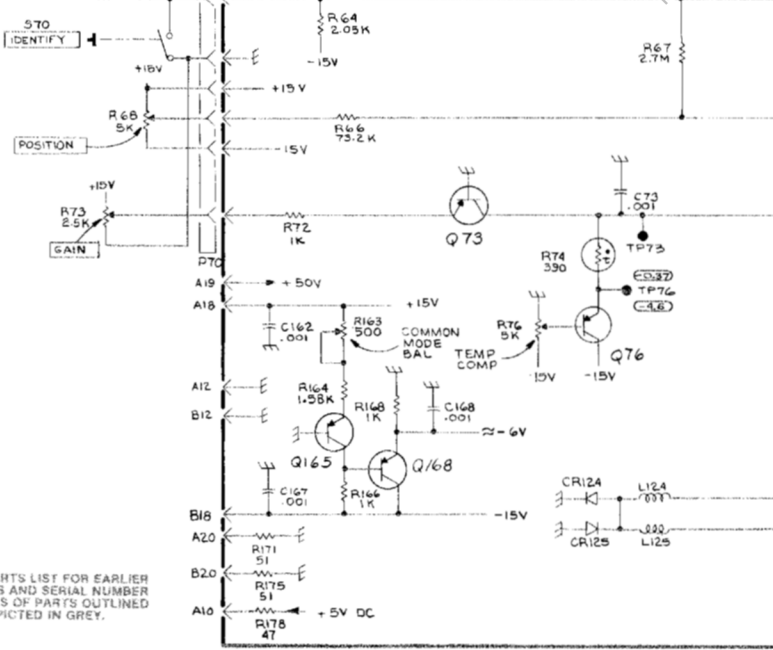 S70
IDENTIFY
R64
2.05K
-15V
R67
2.7M
+15V
+15V
R68
5K
R66
73.2K
POSITION
-15V
+15V
R73
2.5K
GAIN
R72
1K
Q73
C73
.001
TP73
R74
390
P70
A19
+50V
-0.37
TP76
-4.6
A18
+15V
C162
.001
R163
500
COMMON
MODE
BAL
R76
5K
TEMP
COMP
Q76
-15V
-15V
A12
R164
1.58K
B12
R168
1K
C168
.001
≈-6V
Q165
Q168
C167
.001
R166
1K
CR124
L124
B18
-15V
A20
R171
51
CR125
L125
B20
R175
51
A10
+5V DC
R178
47
RTS LIST FOR EARLIER
S AND SERIAL NUMBER
S OF PARTS OUTLINED
PICTED IN GREY.